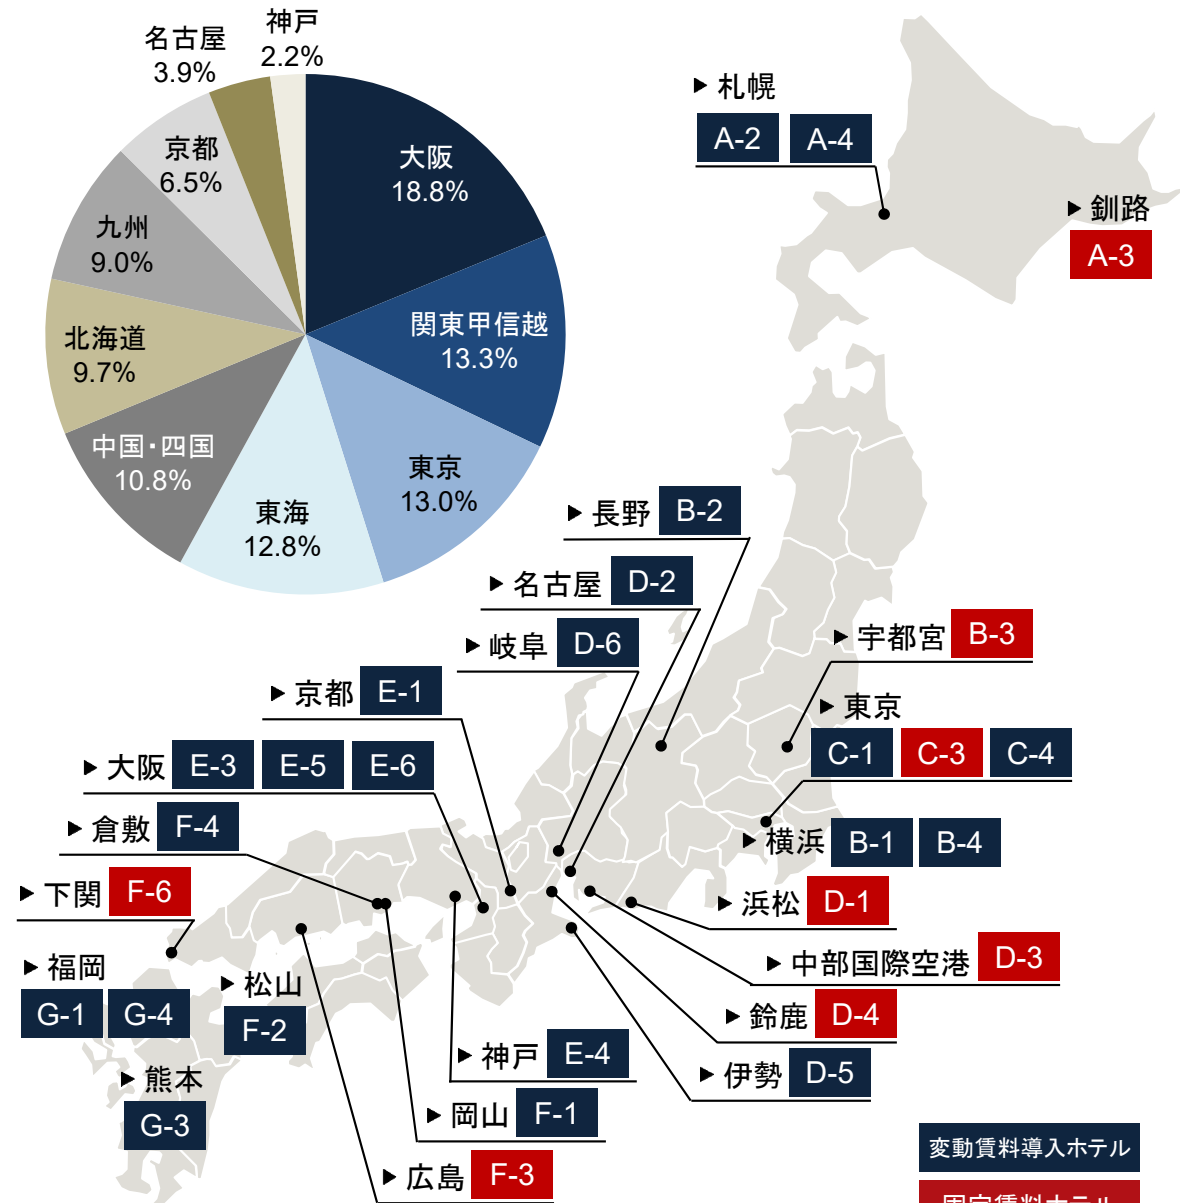 神戸
2.2%
名古屋
3.9%
京都
6.5%
九州
9.0%
北海道
9.7%
中国・四国
10.8%
東海
12.8%
東京
13.0%
関東甲信越
13.3%
大阪
18.8%
▶ 札幌
A-2 A-4
▶ 釧路
A-3
▶ 長野 B-2
▶ 名古屋 D-2
▶ 岐阜 D-6
▶ 京都 E-1
▶ 大阪 E-3 E-5 E-6
▶ 倉敷 F-4
▶ 下関 F-6
▶ 福岡
G-1 G-4
▶ 松山
F-2
▶ 熊本
G-3
▶ 宇都宮 B-3
▶ 東京
C-1 C-3 C-4
▶ 横浜 B-1 B-4
▶ 浜松 D-1
▶ 中部国際空港 D-3
▶ 鈴鹿 D-4
▶ 伊勢 D-5
▶ 神戸 E-4
▶ 岡山 F-1
▶ 広島 F-3
変動賃料導入ホテル
固定賃料ホテル